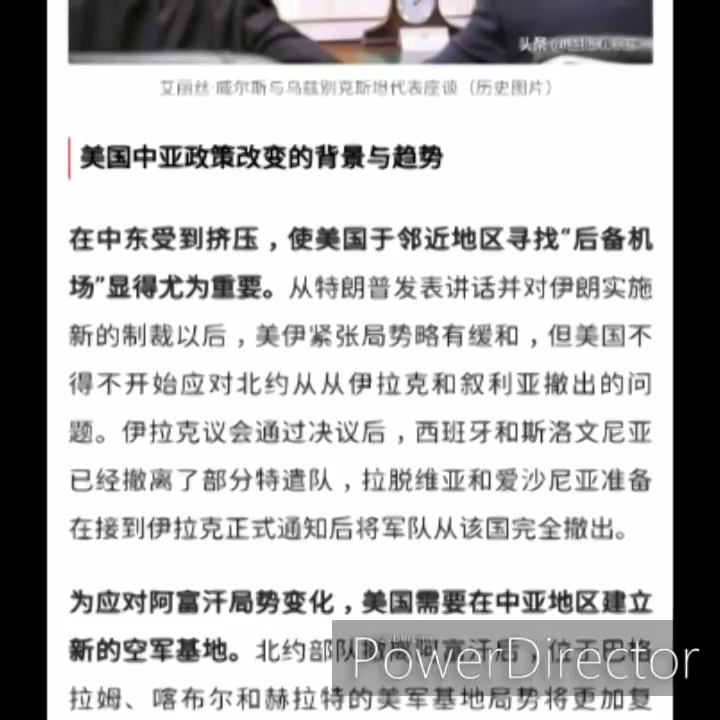 头条
艾丽丝·威尔斯与乌兹别克斯坦代表座谈（历史图片）
美国中亚政策改变的背景与趋势
在中东受到挤压，使美国于邻近地区寻找“后备机
场”显得尤为重要。从特朗普发表讲话并对伊朗实施
新的制裁以后，美伊紧张局势略有缓和，但美国不
得不开始应对北约从从伊拉克和叙利亚撤出的问
题。伊拉克议会通过决议后，西班牙和斯洛文尼亚
已经撤离了部分特遣队，拉脱维亚和爱沙尼亚准备
在接到伊拉克正式通知后将军队从该国完全撤出。
为应对阿富汗局势变化，美国需要在中亚地区建立
新的空军基地。北约部队撤离阿富汗后，位于巴格
PowerDirector
拉姆、喀布尔和赫拉特的美军基地局势将更加复